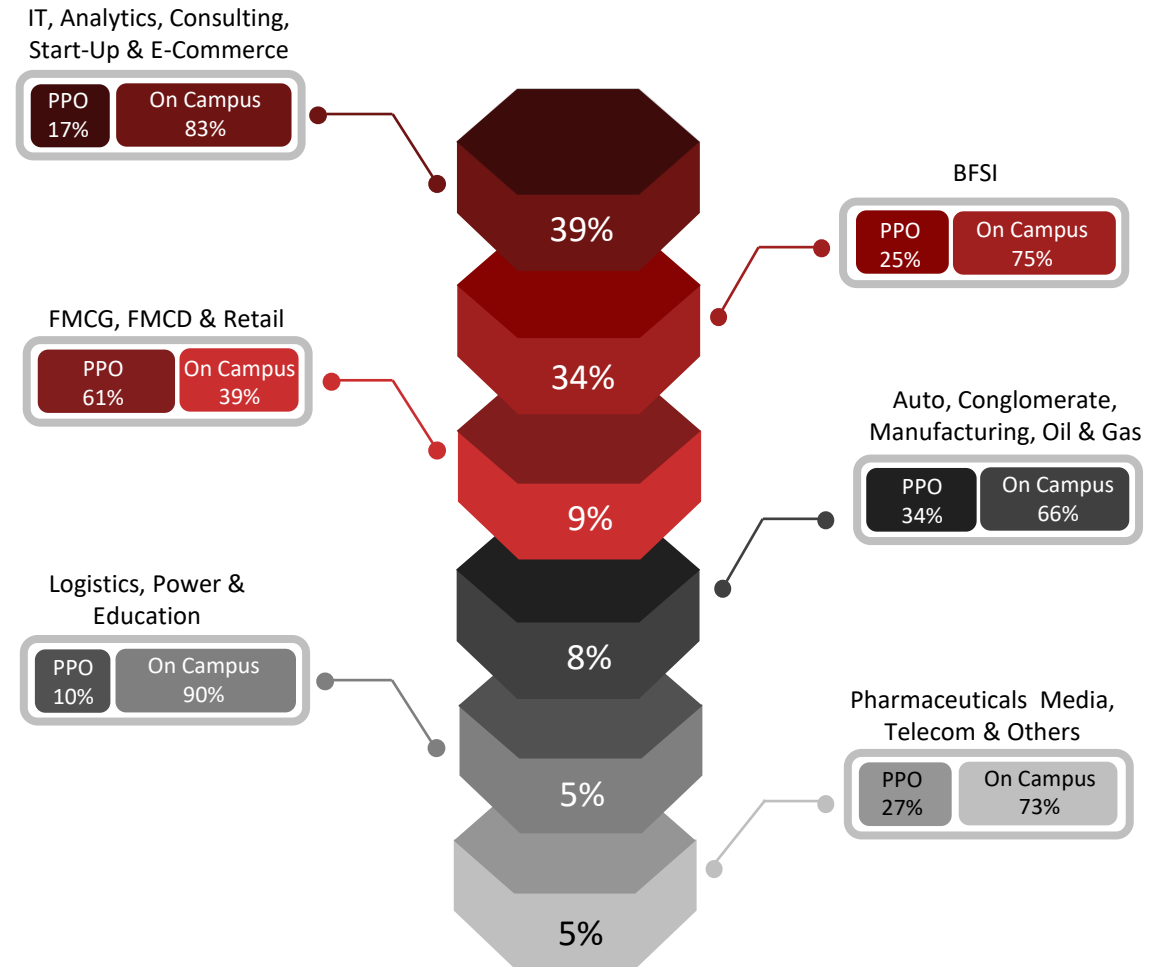 IT, Analytics, Consulting,
Start-Up & E-Commerce
PPO
17%
On Campus
83%
39%
BFSI
PPO
25%
On Campus
75%
34%
FMCG, FMCD & Retail
PPO
61%
On Campus
39%
9%
Auto, Conglomerate,
Manufacturing, Oil & Gas
PPO
34%
On Campus
66%
8%
Logistics, Power &
Education
PPO
10%
On Campus
90%
5%
Pharmaceuticals  Media,
Telecom & Others
PPO
27%
On Campus
73%
5%